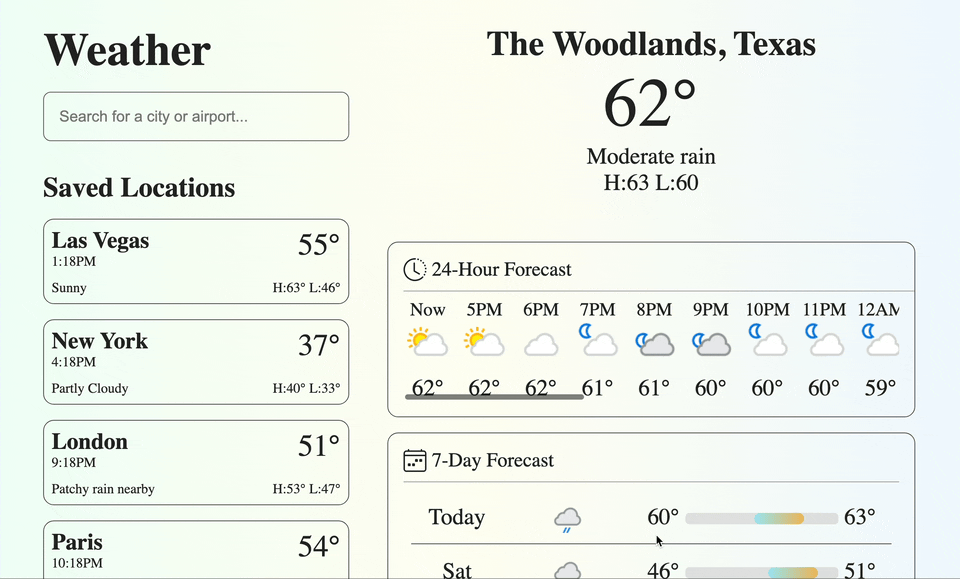 Weather
Search for a city or airport...
Saved Locations
Las Vegas 55°
1:18PM
Sunny H:63° L:46°
New York 37°
4:18PM
Partly Cloudy H:40° L:33°
London 51°
9:18PM
Patchy rain nearby H:53° L:47°
Paris 54°
10:18PM
The Woodlands, Texas
62°
Moderate rain
H:63 L:60
24-Hour Forecast
Now 5PM 6PM 7PM 8PM 9PM 10PM 11PM 12AM
62° 62° 62° 61° 61° 60° 60° 60° 59°
7-Day Forecast
Today 60° 63°
Sat 46° 51°